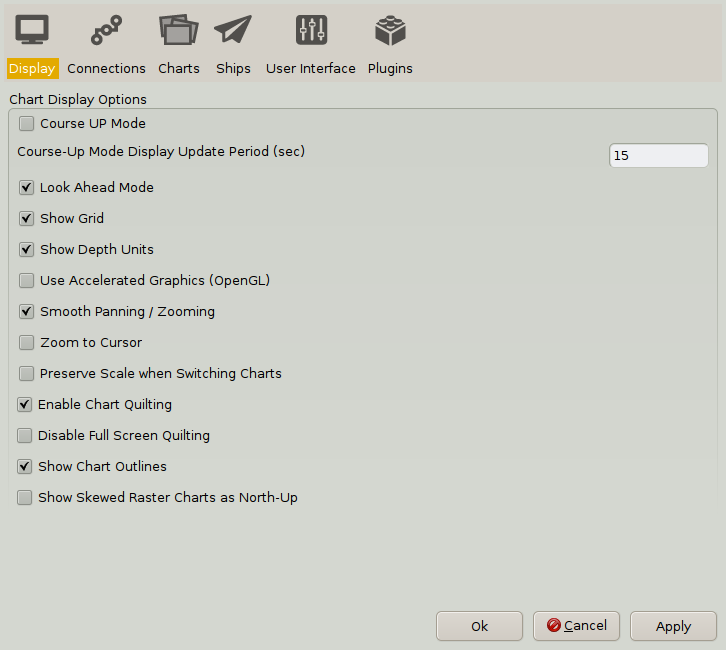 Display Connections Charts Ships User Interface Plugins
Chart Display Options
Course UP Mode
Course-Up Mode Display Update Period (sec) 15
Look Ahead Mode
Show Grid
Show Depth Units
Use Accelerated Graphics (OpenGL)
Smooth Panning / Zooming
Zoom to Cursor
Preserve Scale when Switching Charts
Enable Chart Quilting
Disable Full Screen Quilting
Show Chart Outlines
Show Skewed Raster Charts as North-Up
Ok Cancel Apply